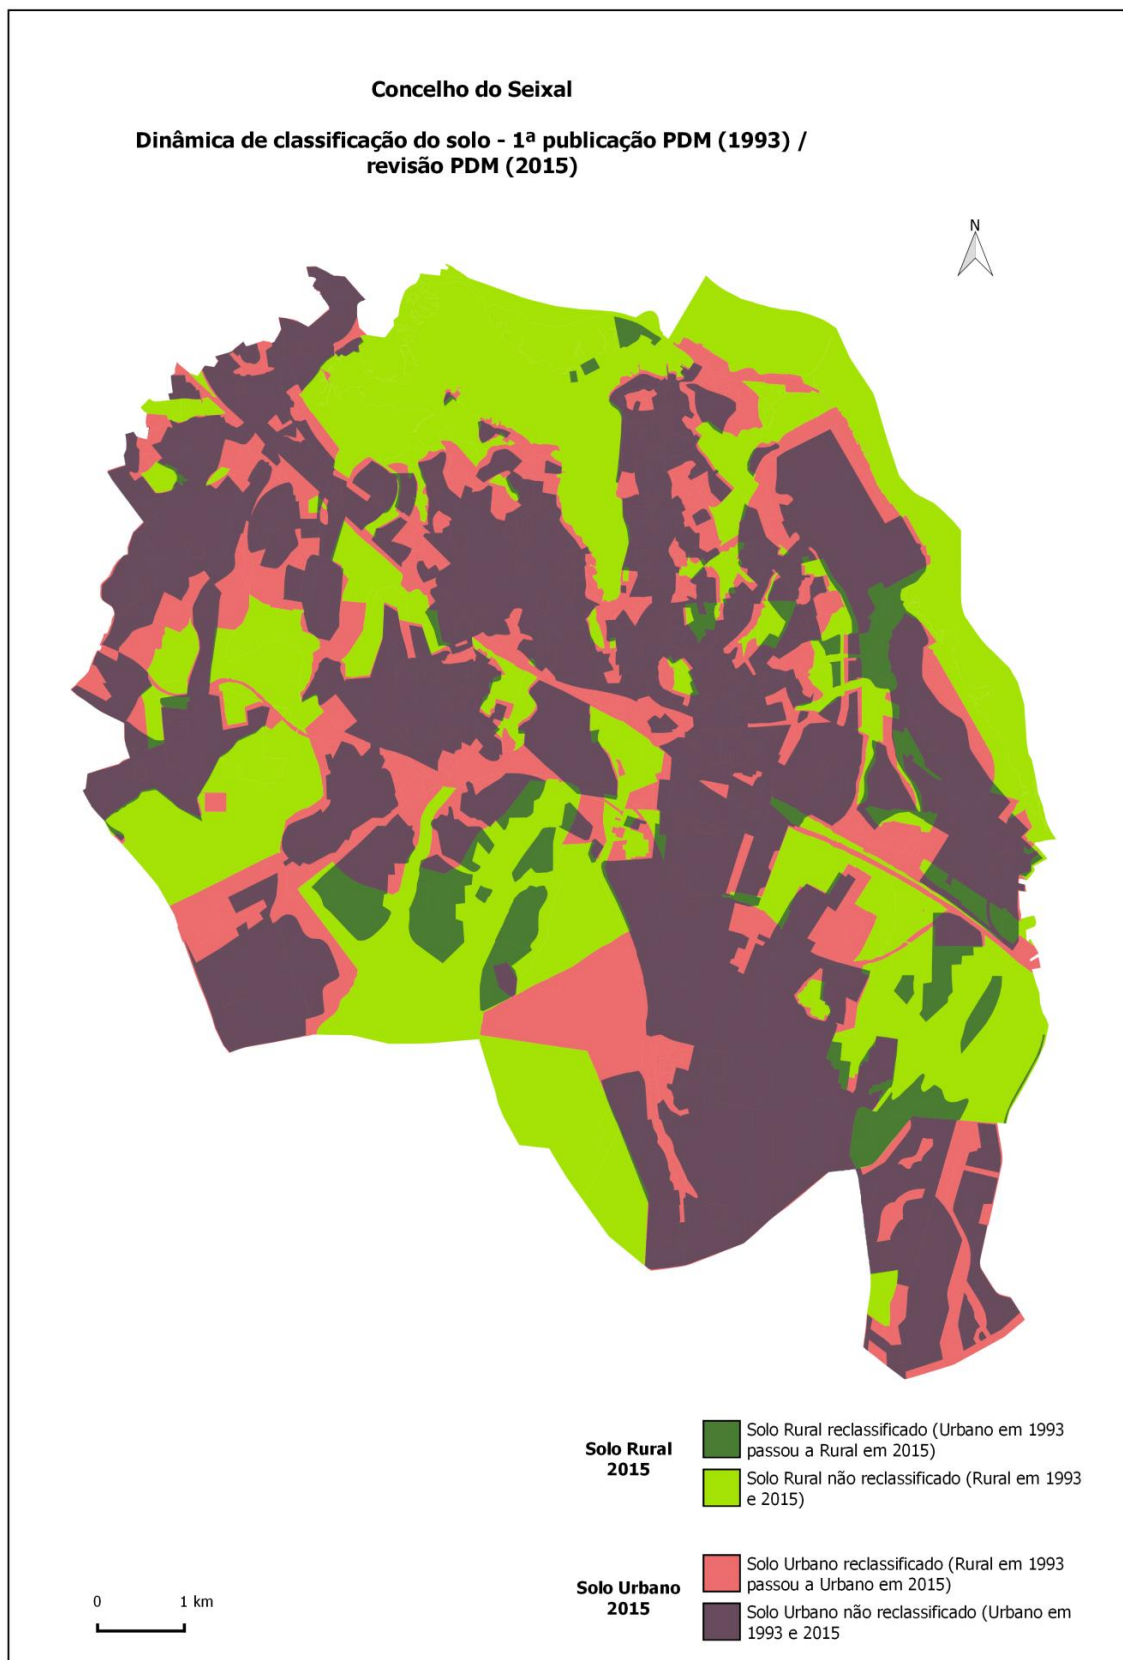 Concelho do Seixal
Dinâmica de classificação do solo - 1ª publicação PDM (1993) /
revisão PDM (2015)
N
Solo Rural
2015
Solo Rural reclassificado (Urbano em 1993
passou a Rural em 2015)
Solo Rural não reclassificado (Rural em 1993
e 2015)
Solo Urbano
2015
Solo Urbano reclassificado (Rural em 1993
passou a Urbano em 2015)
Solo Urbano não reclassificado (Urbano em
1993 e 2015
0 1 km